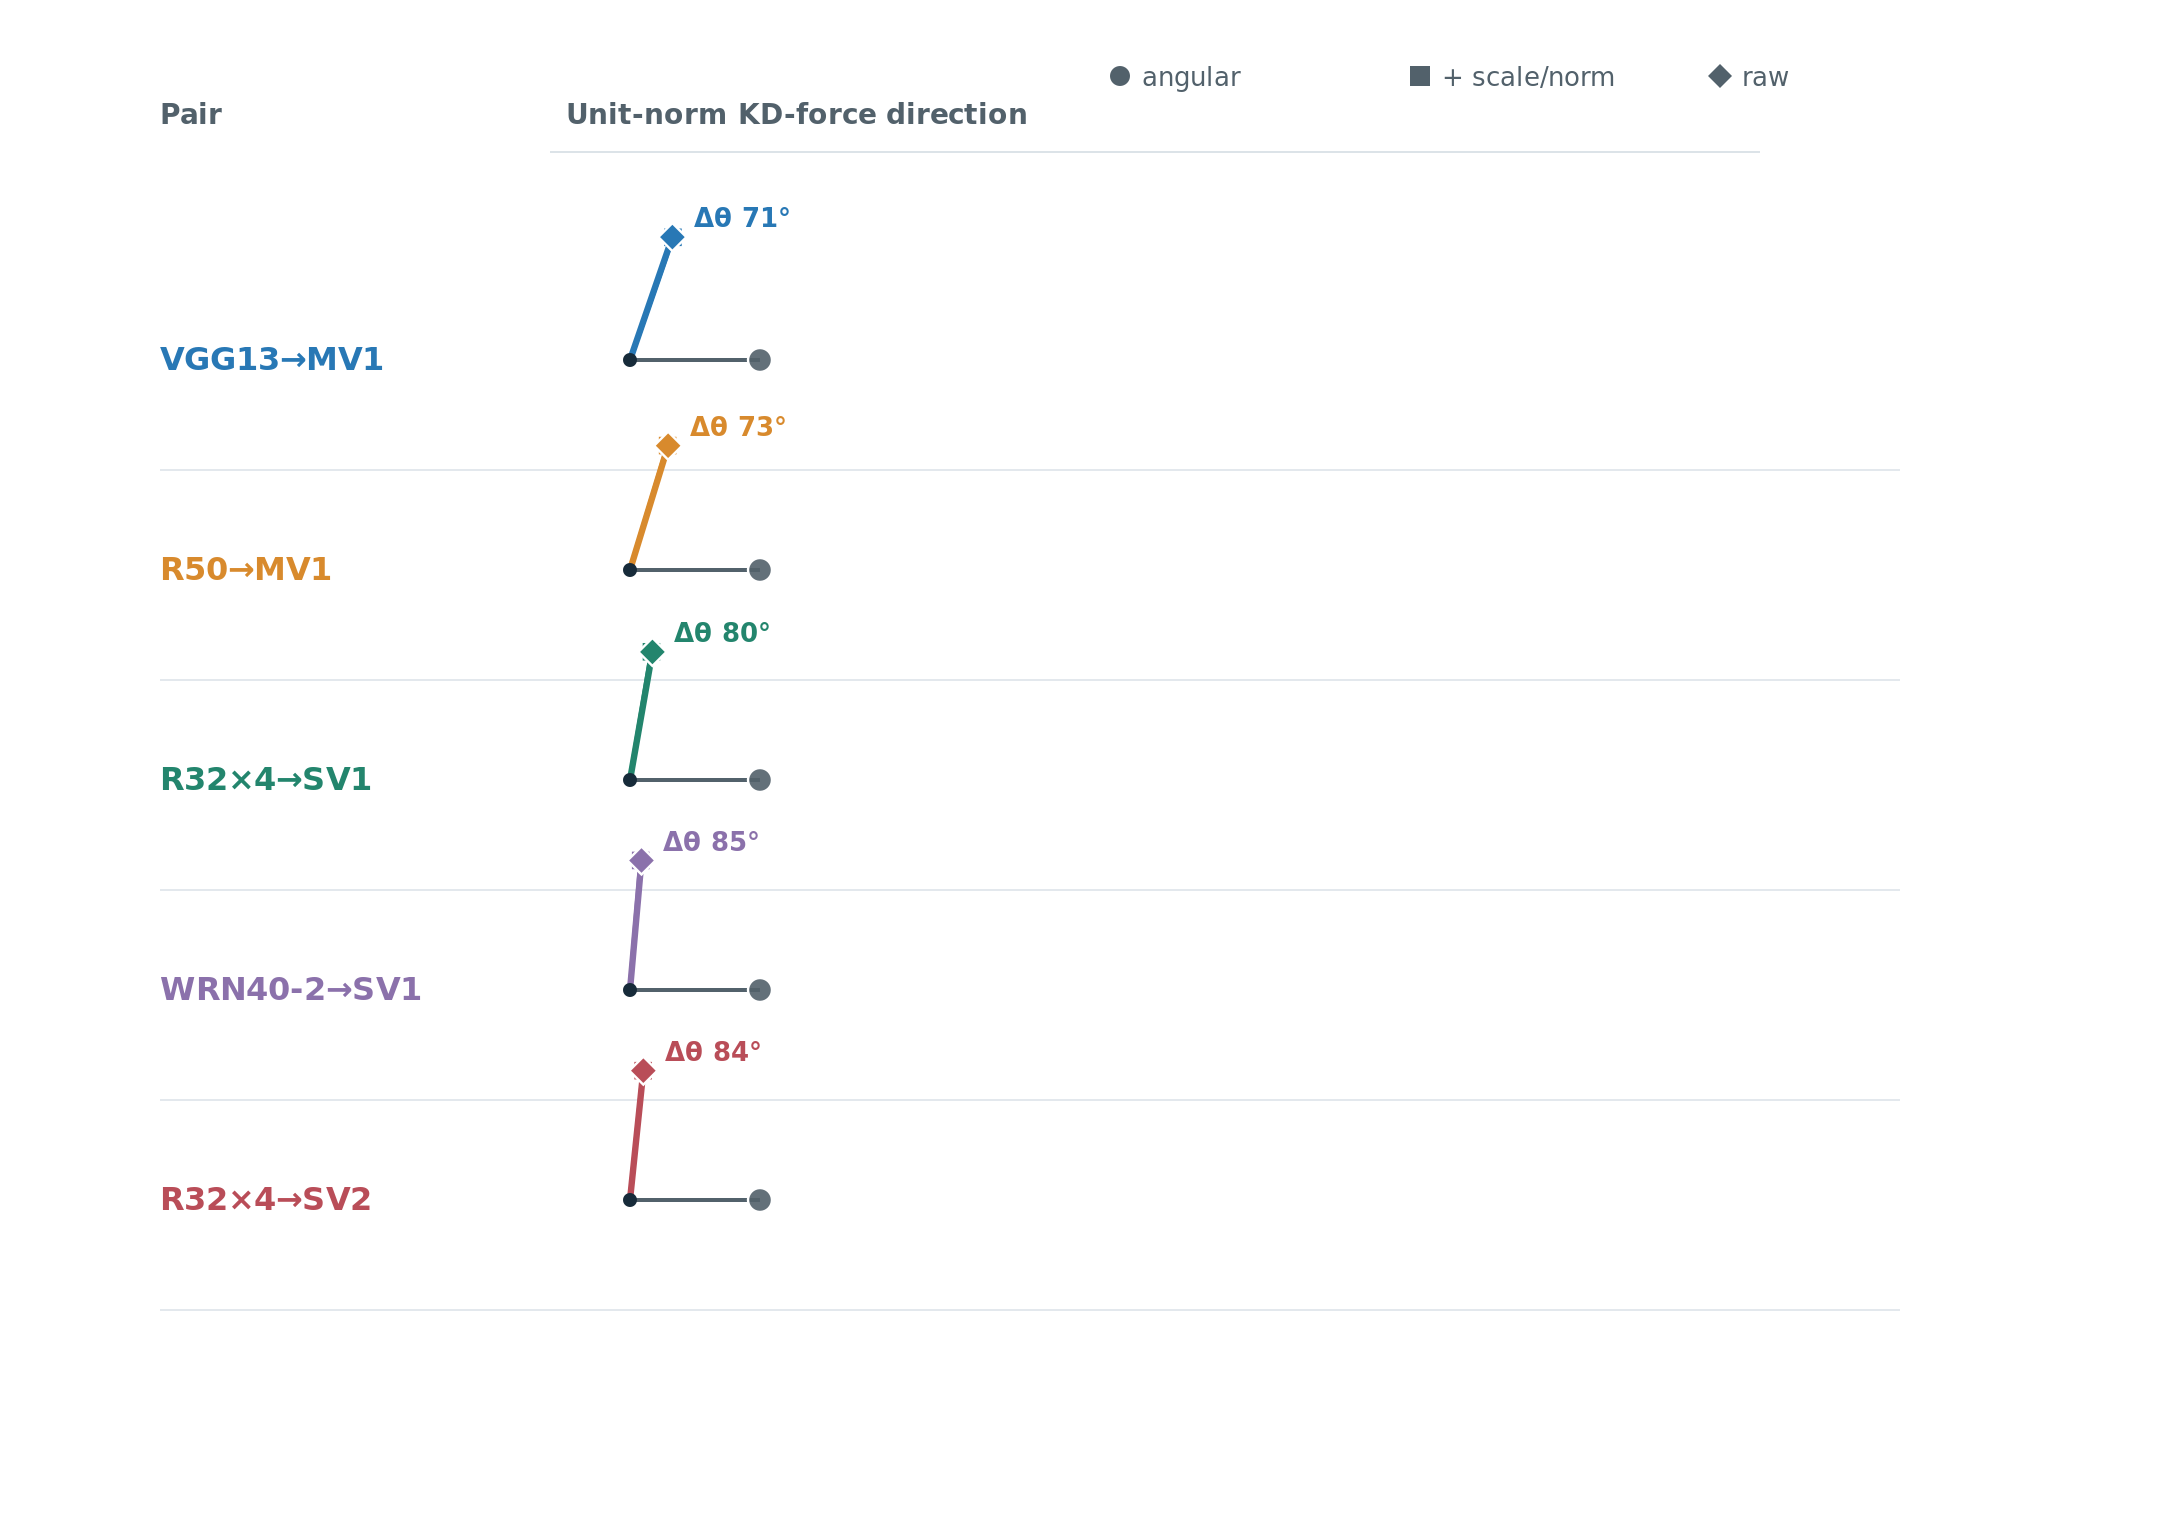 angular
+ scale/norm
raw
Pair
Unit-norm KD-force direction
Δθ 71°
VGG13→MV1
Δθ 73°
R50→MV1
Δθ 80°
R32×4→SV1
Δθ 85°
WRN40-2→SV1
Δθ 84°
R32×4→SV2